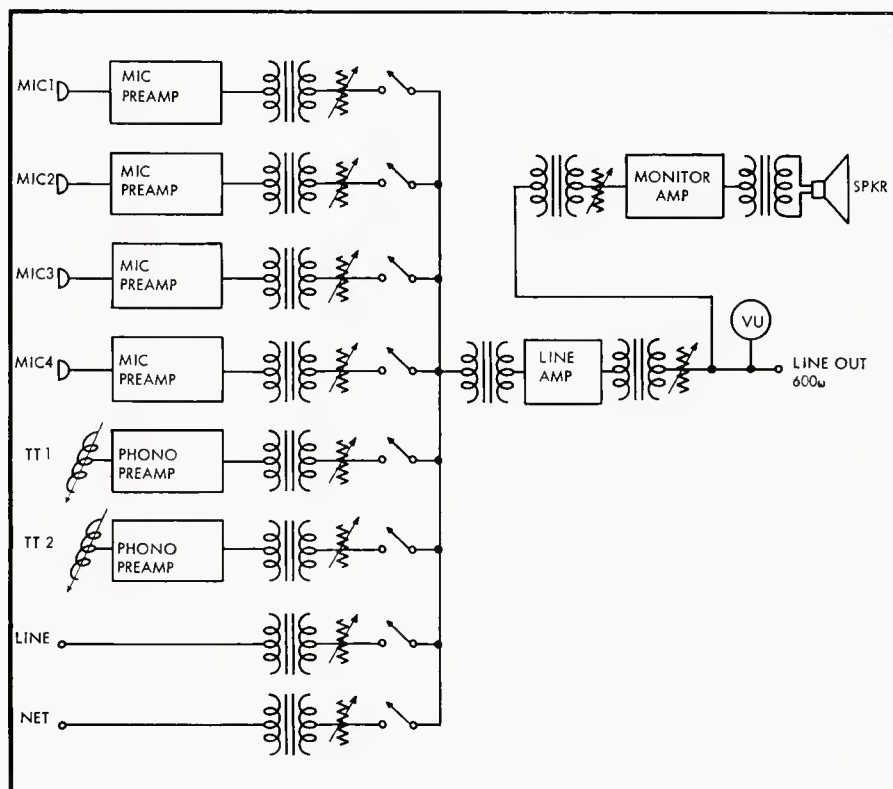 MIC1
MIC
PREAMP
MIC2
MIC
PREAMP
MIC3
MIC
PREAMP
MIC4
MIC
PREAMP
TT 1
PHONO
PREAMP
TT 2
PHONO
PREAMP
LINE
NET
LINE
AMP
MONITOR
AMP
SPKR
VU
LINE OUT
600ω